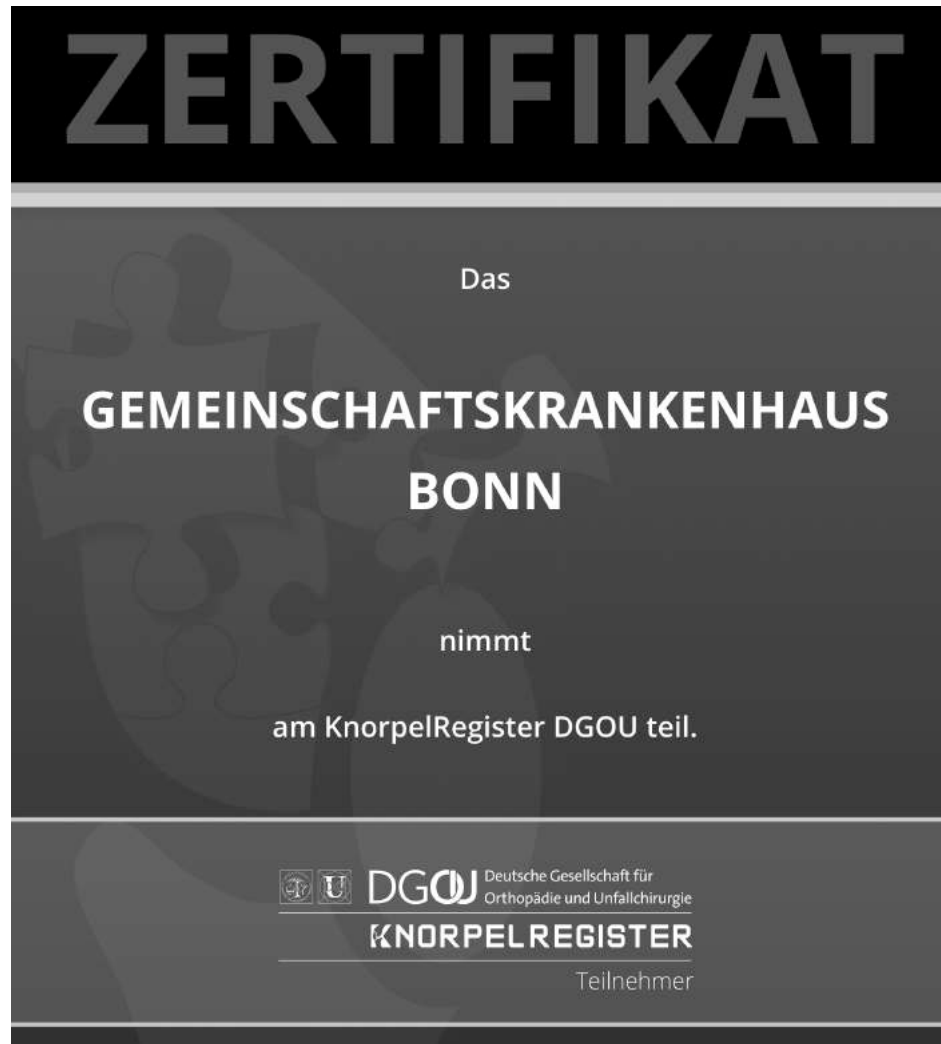 ZERTIFIKAT
Das
GEMEINSCHAFTSKRANKENHAUS
BONN
nimmt
am KnorpelRegister DGOU teil.
DGOU Deutsche Gesellschaft für
Orthopädie und Unfallchirurgie
KNORPELREGISTER
Teilnehmer